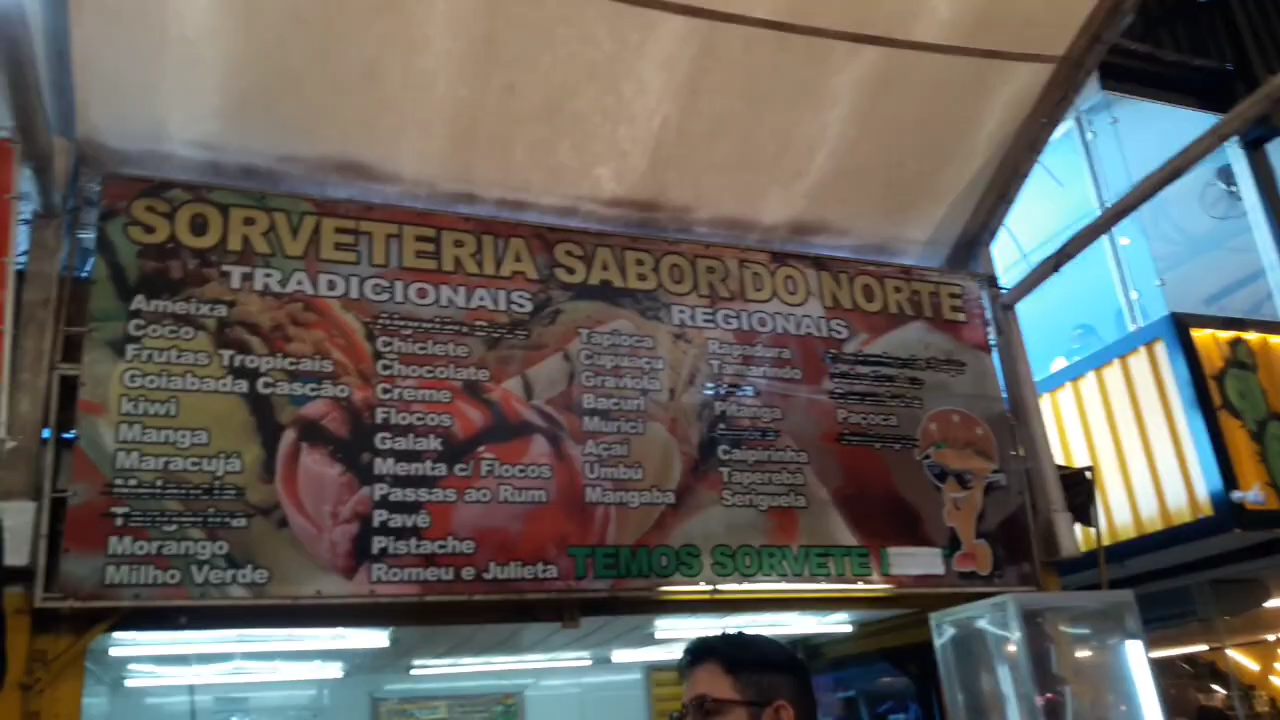 SORVETERIA SABOR DO NORTE
TRADICIONAIS
Ameixa
Coco
Frutas Tropicais
Goiabada Cascão
kiwi
Manga
Maracujá
Melancia
Tangerina
Morango
Milho Verde
Chiclete
Chocolate
Creme
Flocos
Galak
Menta c/ Flocos
Passas ao Rum
Pavê
Pistache
Romeu e Julieta
REGIONAIS
Tapioca
Cupuaçu
Graviola
Bacuri
Murici
Açaí
Umbú
Mangaba
Rapadura
Tamarindo
Pitanga
Caipirinha
Tapereba
Seriguela
Paçoca
TEMOS SORVETE